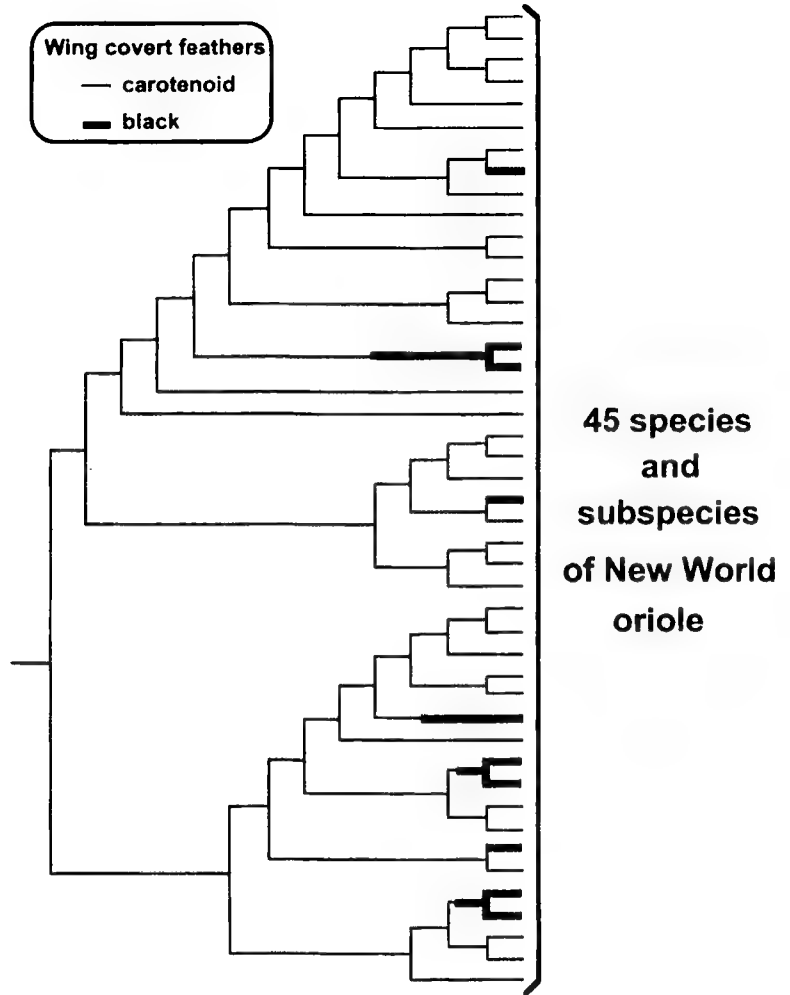 Wing covert feathers
carotenoid
black
45 species
and
subspecies
of New World
oriole